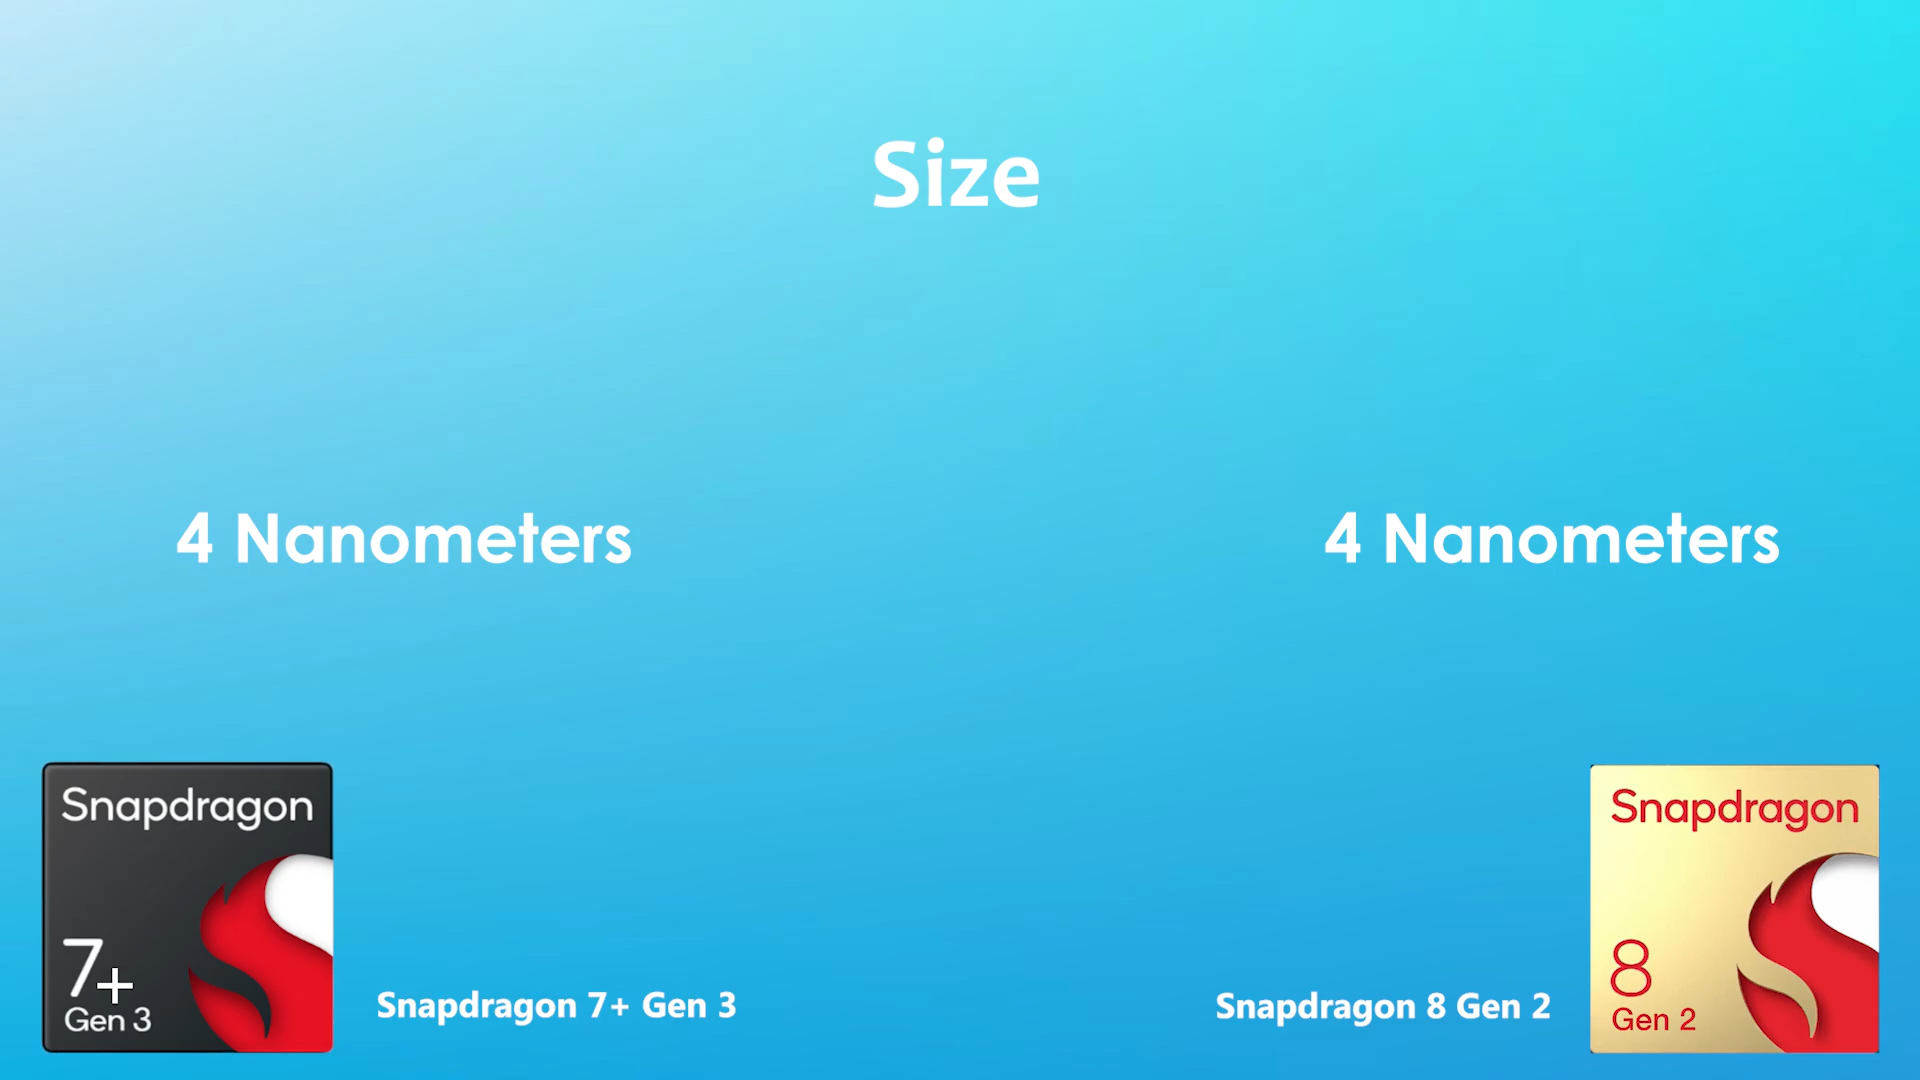 Size
4 Nanometers
4 Nanometers
Snapdragon
7+
Gen 3
Snapdragon 7+ Gen 3
Snapdragon 8 Gen 2
Snapdragon
8
Gen 2